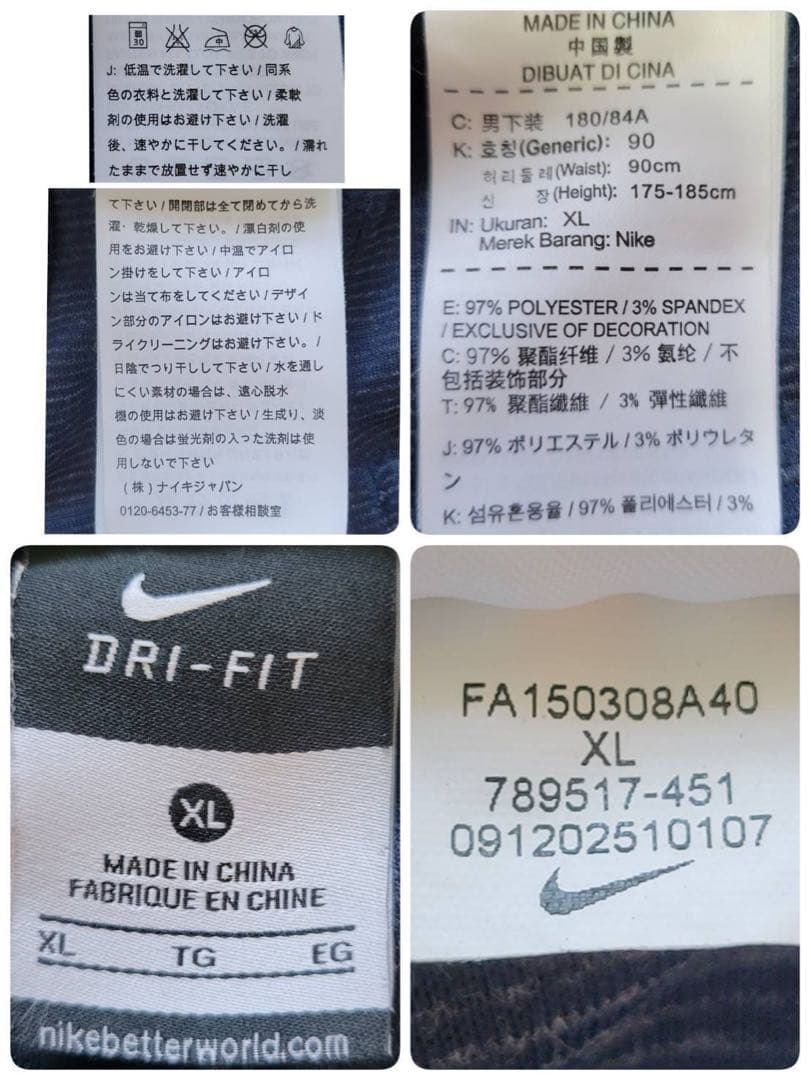 弱
30
J: 低温で洗濯して下さい / 同系
色の衣料と洗濯して下さい / 柔軟
剤の使用はお避け下さい / 洗濯
後、速やかに干してください。/ 濡れ
たままで放置せず速やかに干し
て下さい / 開閉部は全て閉めてから洗
濯・乾燥して下さい。/ 漂白剤の使
用をお避け下さい / 中温でアイロ
ン掛けをして下さい / アイロ
ンは当て布をしてください / デザイ
ン部分のアイロンはお避け下さい / ド
ライクリーニングはお避け下さい。/
日陰でつり干しして下さい / 水を通し
にくい素材の場合は、遠心脱水
機の使用はお避け下さい / 生成り、淡
色の場合は蛍光剤の入った洗剤は使
用しないで下さい
(株) ナイキジャパン
0120-6453-77 / お客様相談室
MADE IN CHINA
中国製
DIBUAT DI CINA
C: 男下装 180/84A
K: 호칭(Generic): 90
허리둘레(Waist): 90cm
신 장(Height): 175-185cm
IN: Ukuran: XL
Merek Barang: Nike
E: 97% POLYESTER / 3% SPANDEX
/ EXCLUSIVE OF DECORATION
C: 97% 聚酯纤维 / 3% 氨纶 / 不
包括装饰部分
T: 97% 聚酯纖維 / 3% 彈性纖維
J: 97% ポリエステル / 3% ポリウレタ
ン
K: 섬유혼용율 / 97% 폴리에스터 / 3%
DRI-FIT
XL
MADE IN CHINA
FABRIQUE EN CHINE
XL TG EG
nikebetterworld.com
FA150308A40
XL
789517-451
091202510107